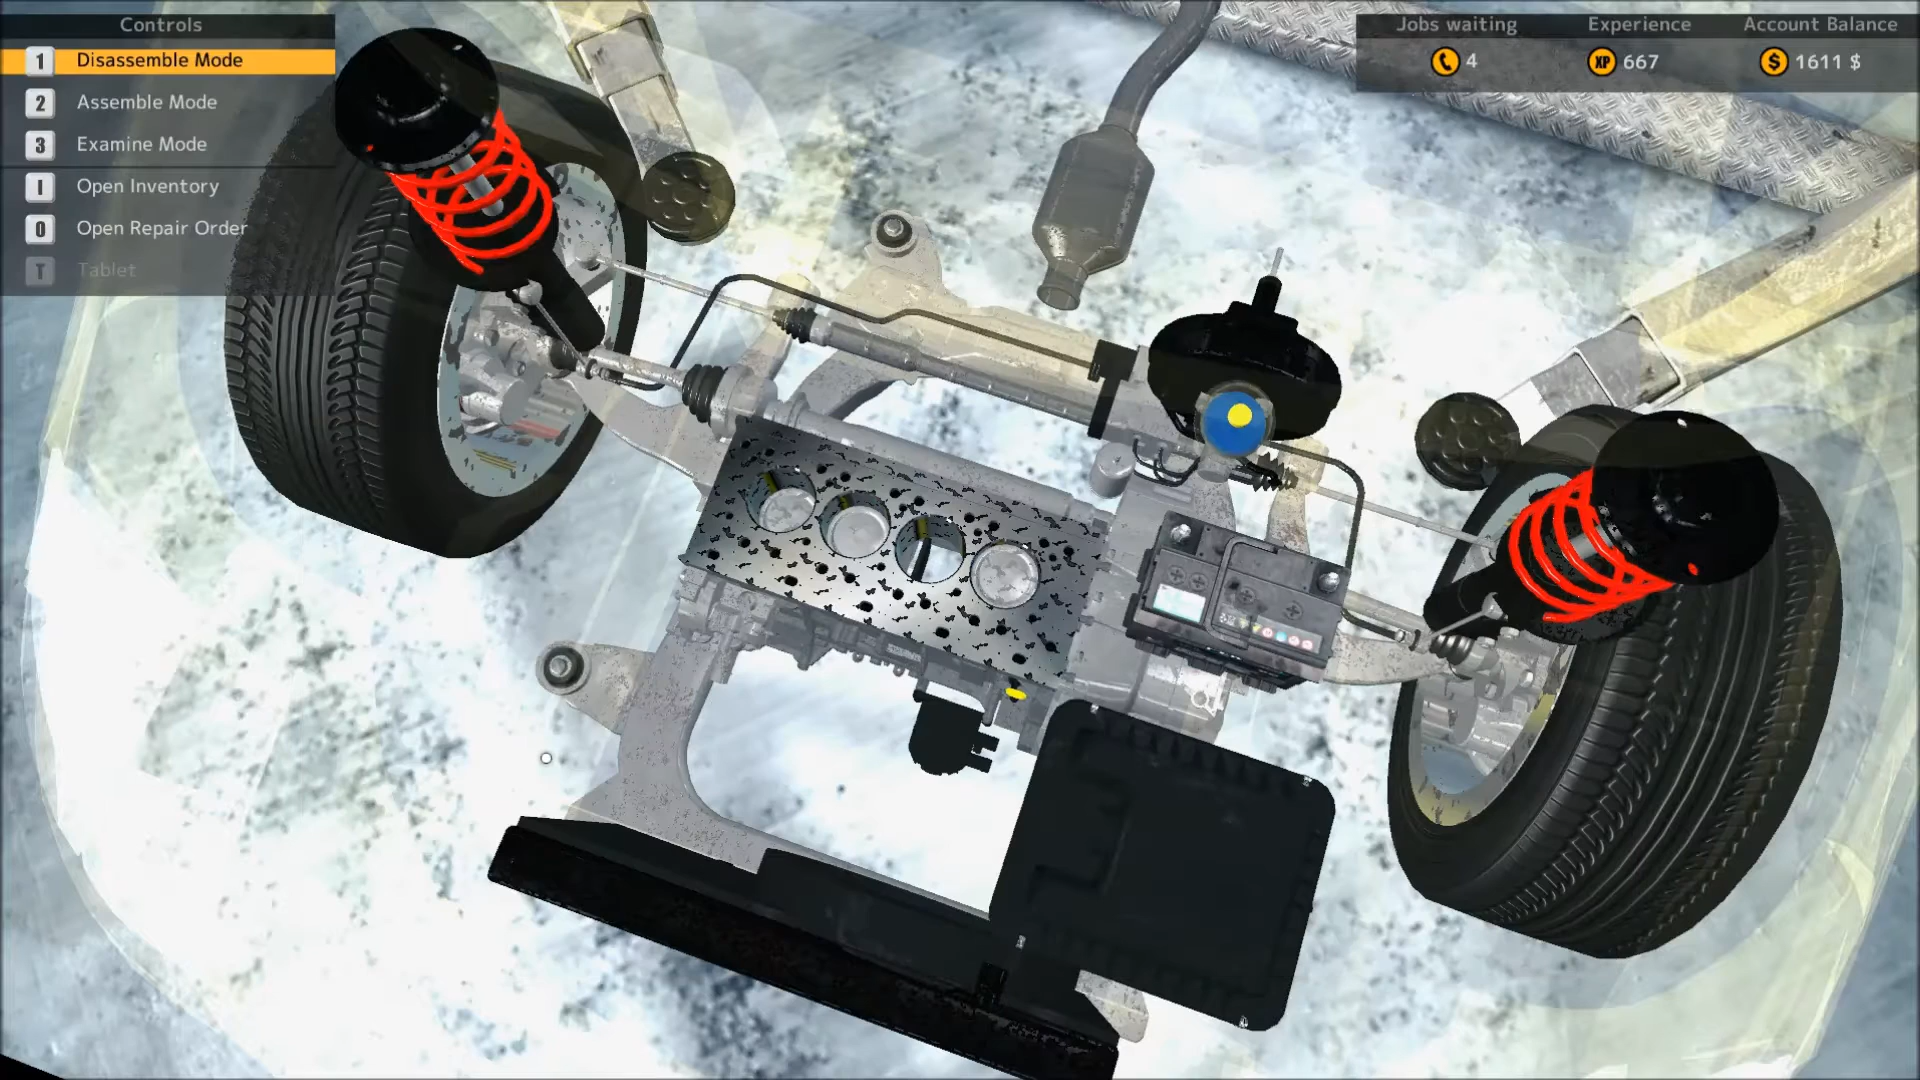 Controls
1 Disassemble Mode
2 Assemble Mode
3 Examine Mode
I Open Inventory
O Open Repair Order
T Tablet
Jobs waiting Experience Account Balance
4 XP 667 $ 1611 $